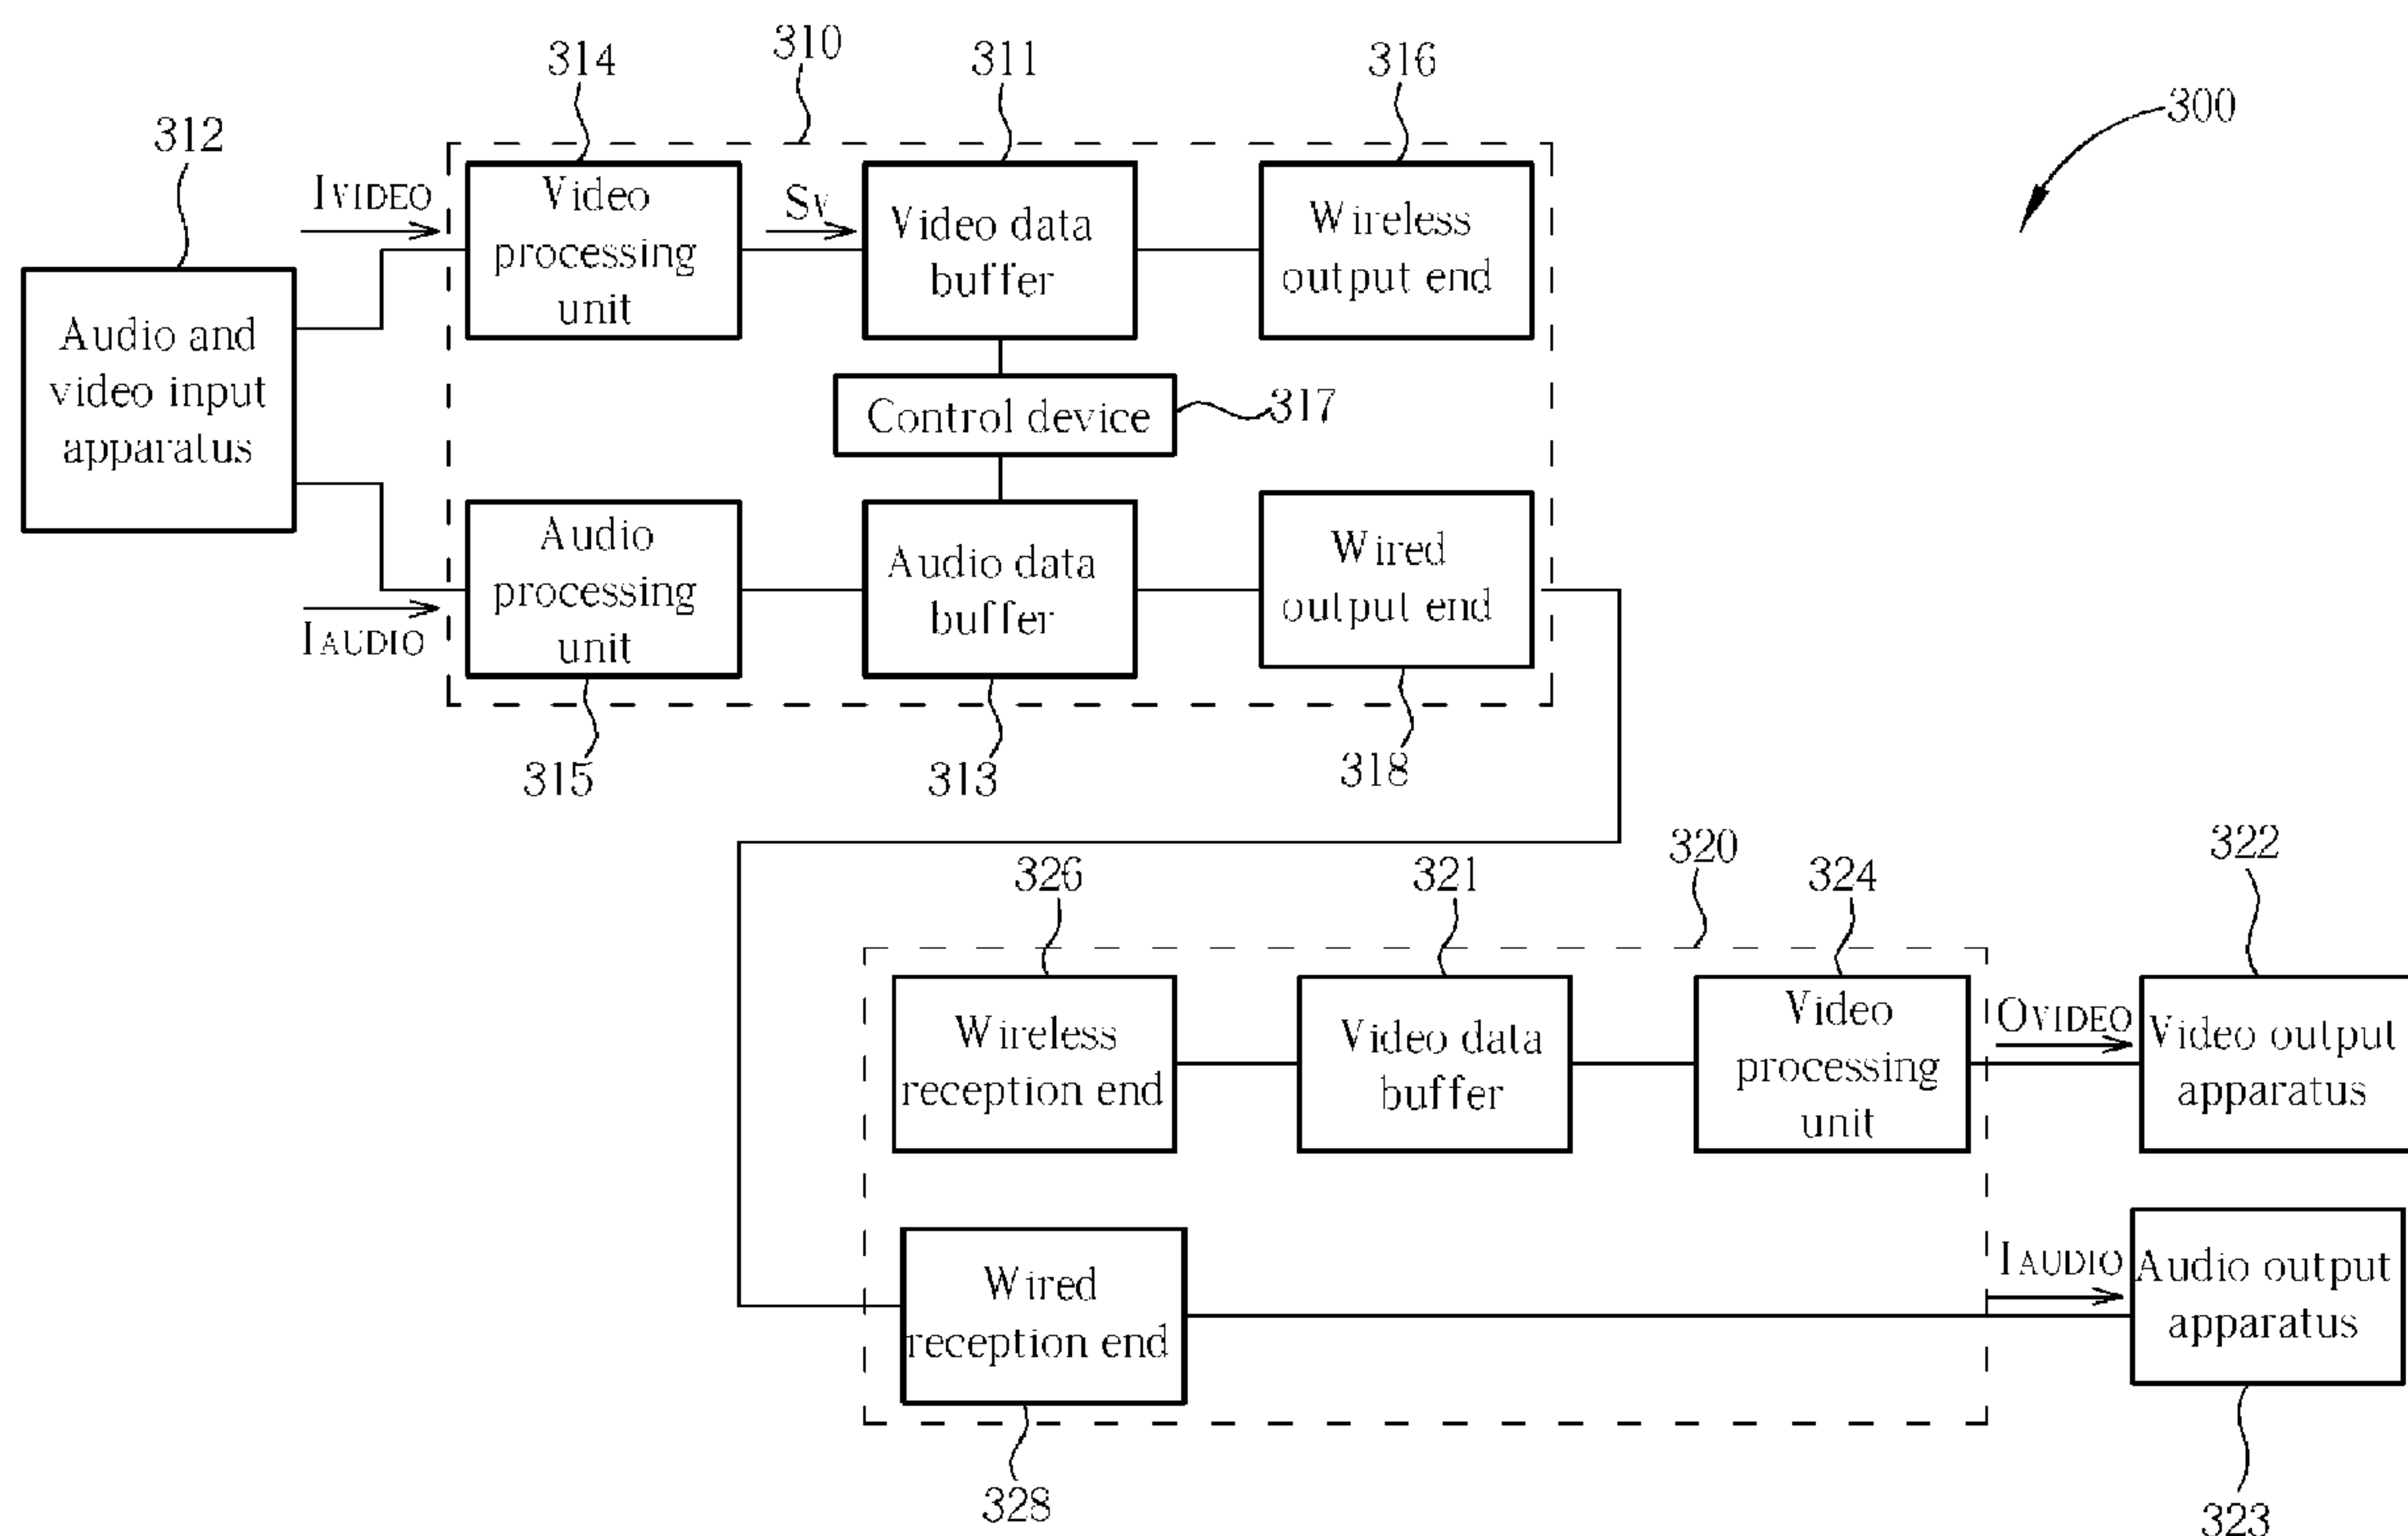 314
310
311
316
300
312
IVIDEO
Video
processing
unit
SV
Video data
buffer
Wireless
output end
Audio and
video input
apparatus
Control device
317
Audio
processing
unit
Audio data
buffer
Wired
output end
IAUDIO
315
313
318
326
321
320
324
322
Wireless
reception end
Video data
buffer
Video
processing
unit
OVIDEO
Video output
apparatus
Wired
reception end
IAUDIO
Audio output
apparatus
328
323